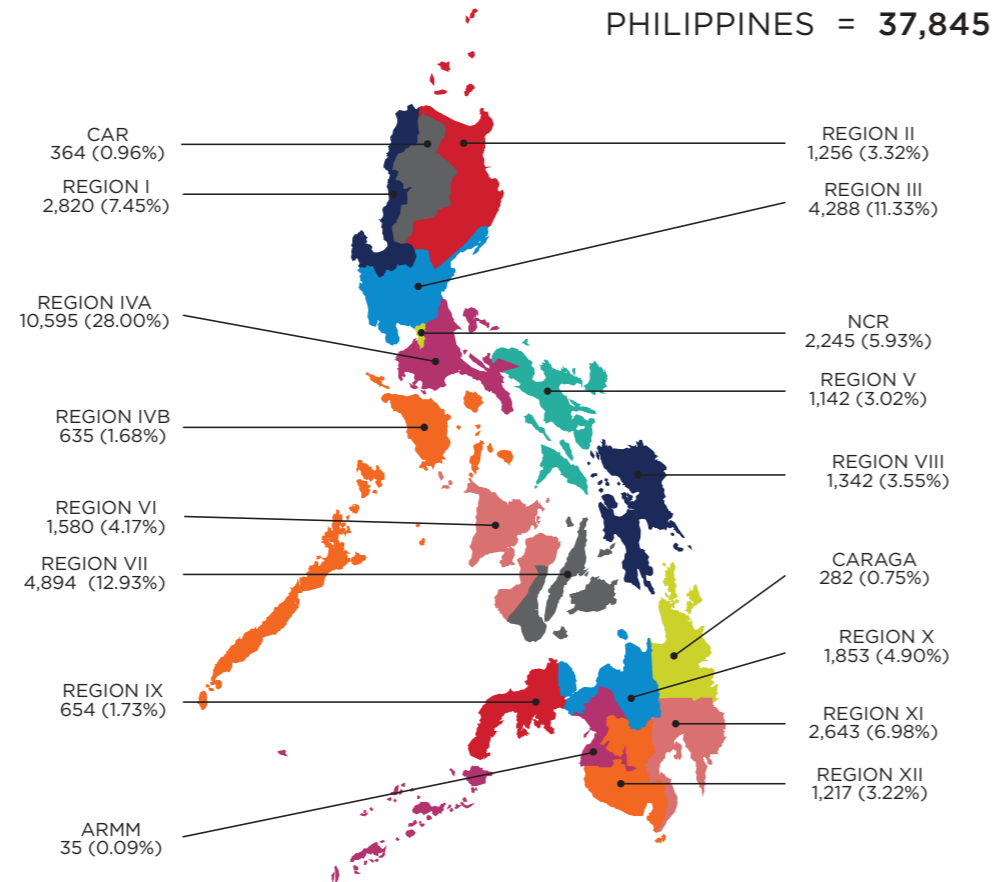 PHILIPPINES = 37,845
CAR
364 (0.96%)
REGION I
2,820 (7.45%)
REGION IVA
10,595 (28.00%)
REGION IVB
635 (1.68%)
REGION VI
1,580 (4.17%)
REGION VII
4,894 (12.93%)
REGION IX
654 (1.73%)
ARMM
35 (0.09%)
REGION II
1,256 (3.32%)
REGION III
4,288 (11.33%)
NCR
2,245 (5.93%)
REGION V
1,142 (3.02%)
REGION VIII
1,342 (3.55%)
CARAGA
282 (0.75%)
REGION X
1,853 (4.90%)
REGION XI
2,643 (6.98%)
REGION XII
1,217 (3.22%)